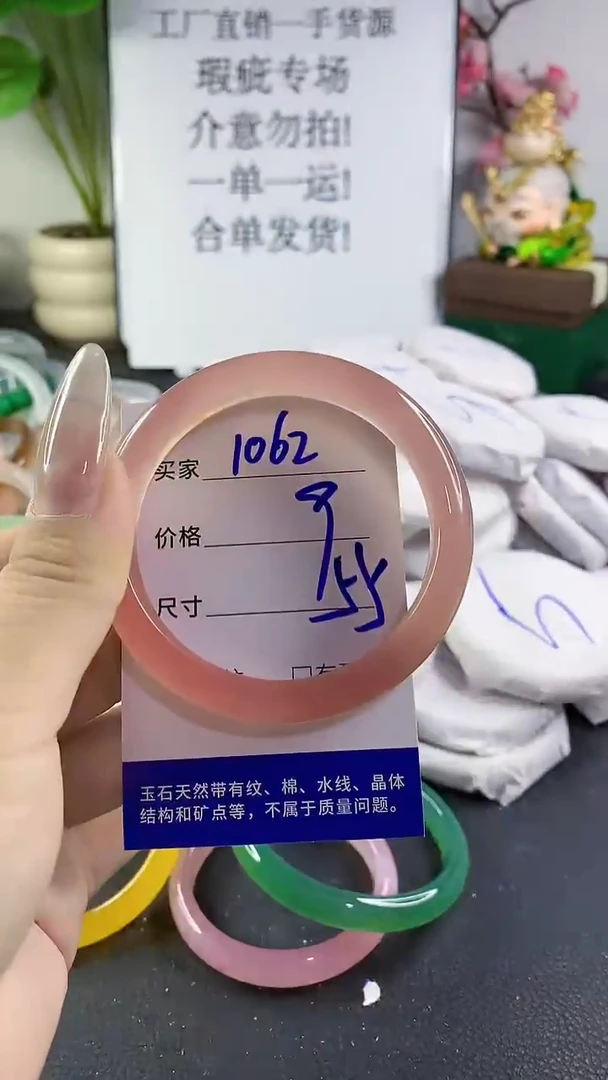 工厂直销一手货源
瑕疵专场
介意勿拍!
一单一运!
合单发货!
买家 1062
价格
尺寸 55
玉石天然带有纹、棉、水线、晶体
结构和矿点等，不属于质量问题。